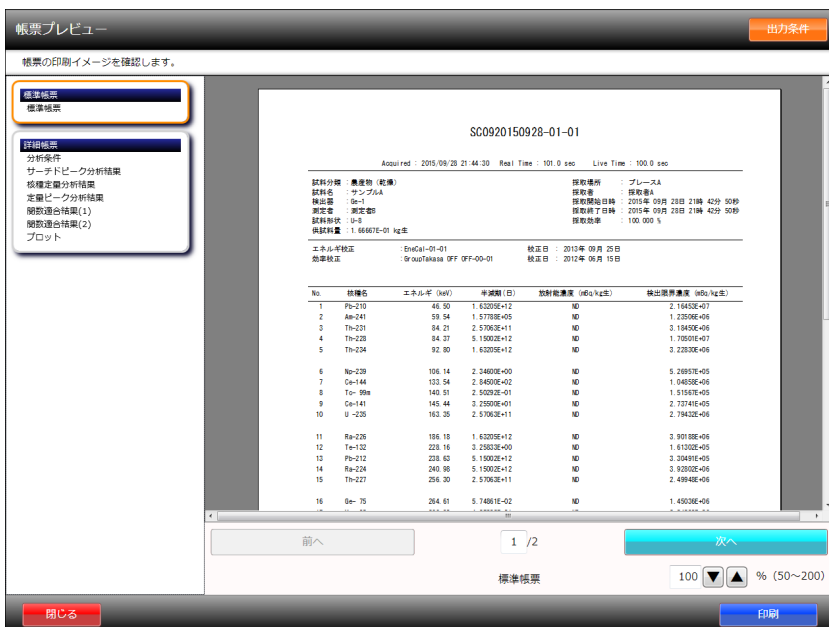 帳票プレビュー
出力条件
帳票の印刷イメージを確認します。
標準帳票
標準帳票
詳細帳票
分析条件
サーチドピーク分析結果
核種定量分析結果
定量ピーク分析結果
関数適合結果(1)
関数適合結果(2)
プロット
SG0920150928-01-01
Acquired : 2015/09/28 21:44:30 Real Time : 101.0 sec Live Time : 100.0 sec
試料分類 : 農産物 (乾燥) 採取場所 : プレースA
試料名 : サンプルA 採取者 : 採取者A
検出器 : Ge-1 採取開始日時 : 2015年 09月 28日 21時 42分 50秒
測定者 : 測定者B 採取終了日時 : 2015年 09月 28日 21時 42分 50秒
試料形状 : U-8 採取効率 : 100.000 %
供試料量 : 1.66667E-01 kg生
エネルギ校正 : EneCal-01-01 校正日 : 2013年 09月 25日
効率校正 : GroupTakasa OFF OFF-00-01 校正日 : 2012年 06月 15日
No. 核種名 エネルギ (keV) 半減期(日) 放射能濃度 (mBq/kg生) 検出限界濃度 (mBq/kg生)
1 Pb-210 46.50 1.63205E+12 ND 2.16453E+07
2 Am-241 59.54 1.57788E+05 ND 1.23506E+06
3 Th-231 84.21 2.57063E+11 ND 3.18450E+06
4 Th-228 84.37 5.15002E+12 ND 1.70501E+07
5 Th-234 92.80 1.63205E+12 ND 3.22830E+06
6 Np-239 106.14 2.34600E+00 ND 5.26957E+05
7 Ce-144 133.54 2.84500E+02 ND 1.04858E+06
8 Tc- 99m 140.51 2.50292E-01 ND 1.51567E+05
9 Ce-141 145.44 3.25500E+01 ND 2.73741E+05
10 U -235 163.35 2.57063E+11 ND 2.79432E+06
11 Ra-226 186.18 1.63205E+12 ND 3.90188E+06
12 Te-132 228.16 3.25833E+00 ND 1.61302E+05
13 Pb-212 238.63 5.15002E+12 ND 3.30491E+05
14 Ra-224 240.98 5.15002E+12 ND 3.92802E+06
15 Th-227 256.30 2.57063E+11 ND 2.49948E+06
16 Ge- 75 264.61 5.74861E-02 ND 1.45036E+06
前へ
1 /2
次へ
標準帳票
100 ▼ ▲ % (50~200)
閉じる
印刷